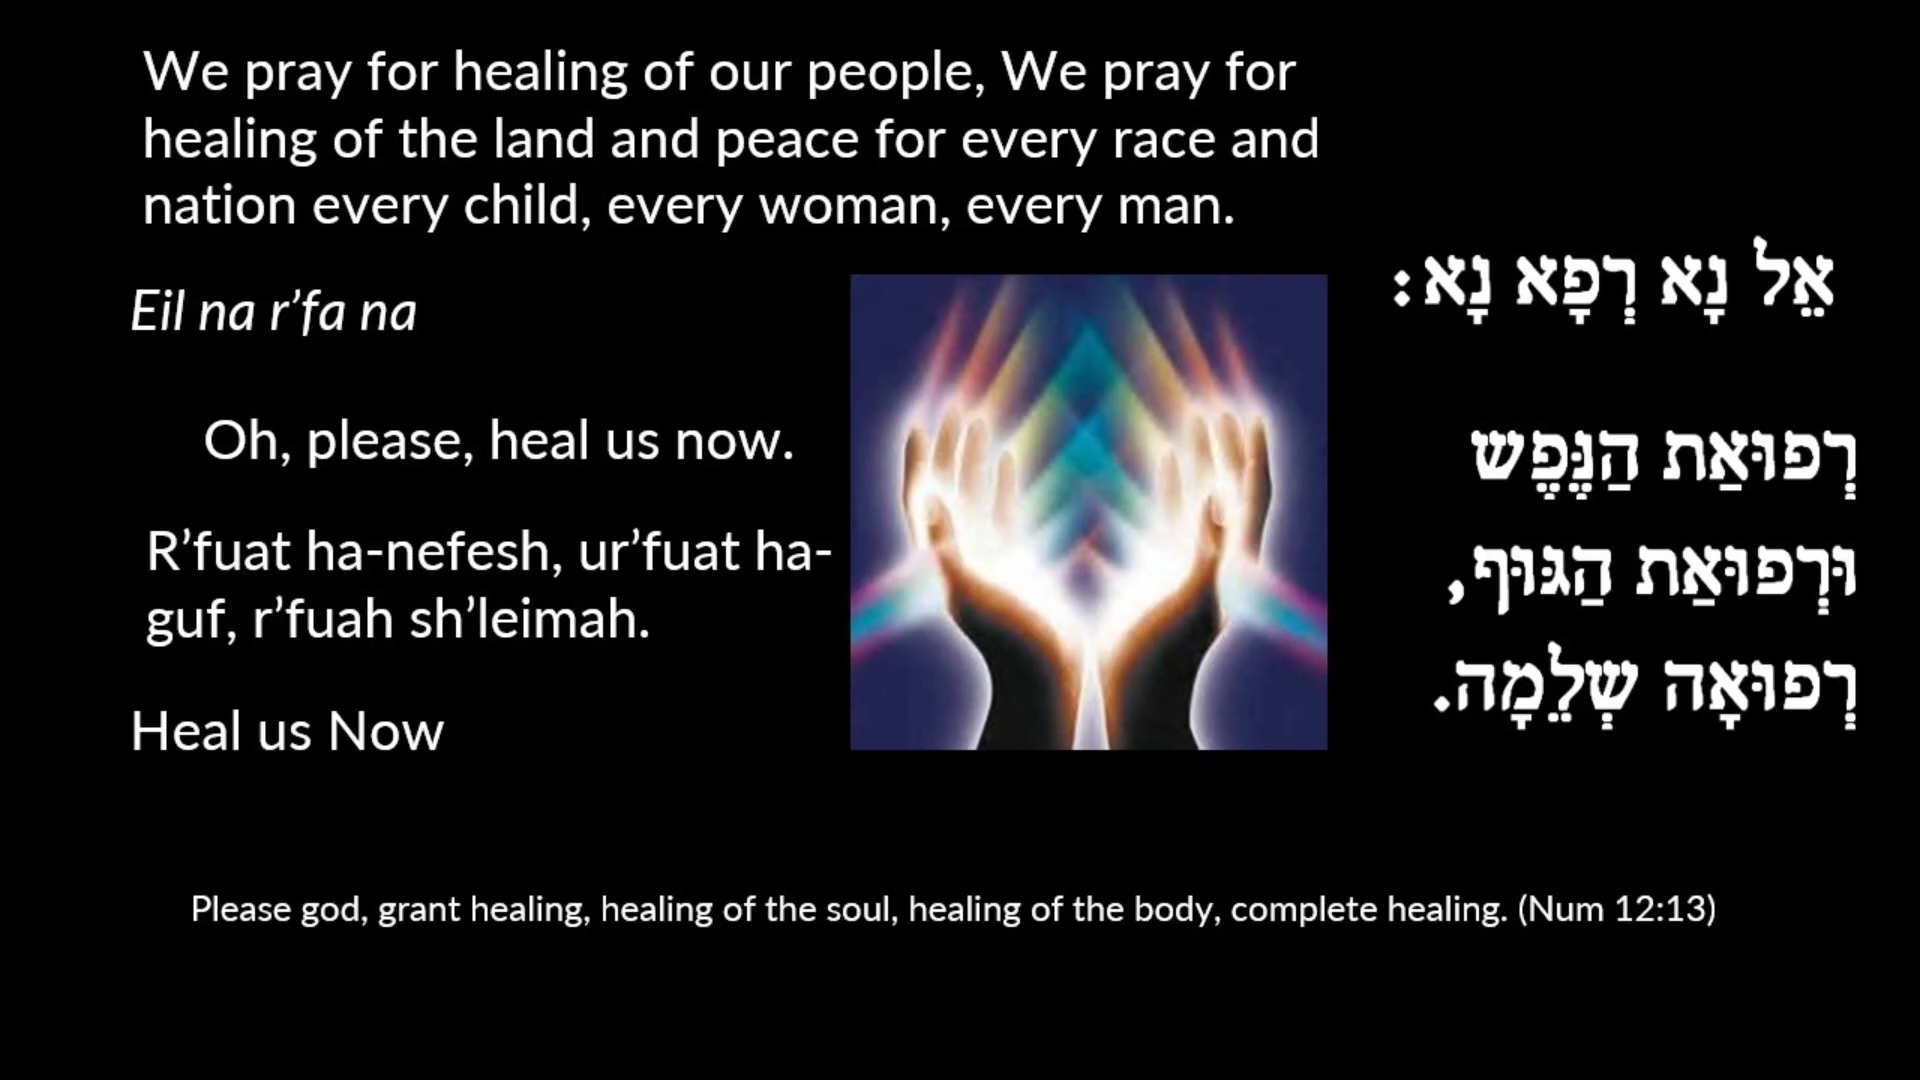 We pray for healing of our people, We pray for
healing of the land and peace for every race and
nation every child, every woman, every man.
אֵל נָא רְפָא נָא׃
Eil na r’fa na
Oh, please, heal us now.
רְפוּאַת הַנֶּפֶש
R’fuat ha-nefesh, ur’fuat ha-
guf, r’fuah sh’leimah.
וּרְפוּאַת הַגּוּף,
רְפוּאָה שְלֵמָה.
Heal us Now
Please god, grant healing, healing of the soul, healing of the body, complete healing. (Num 12:13)